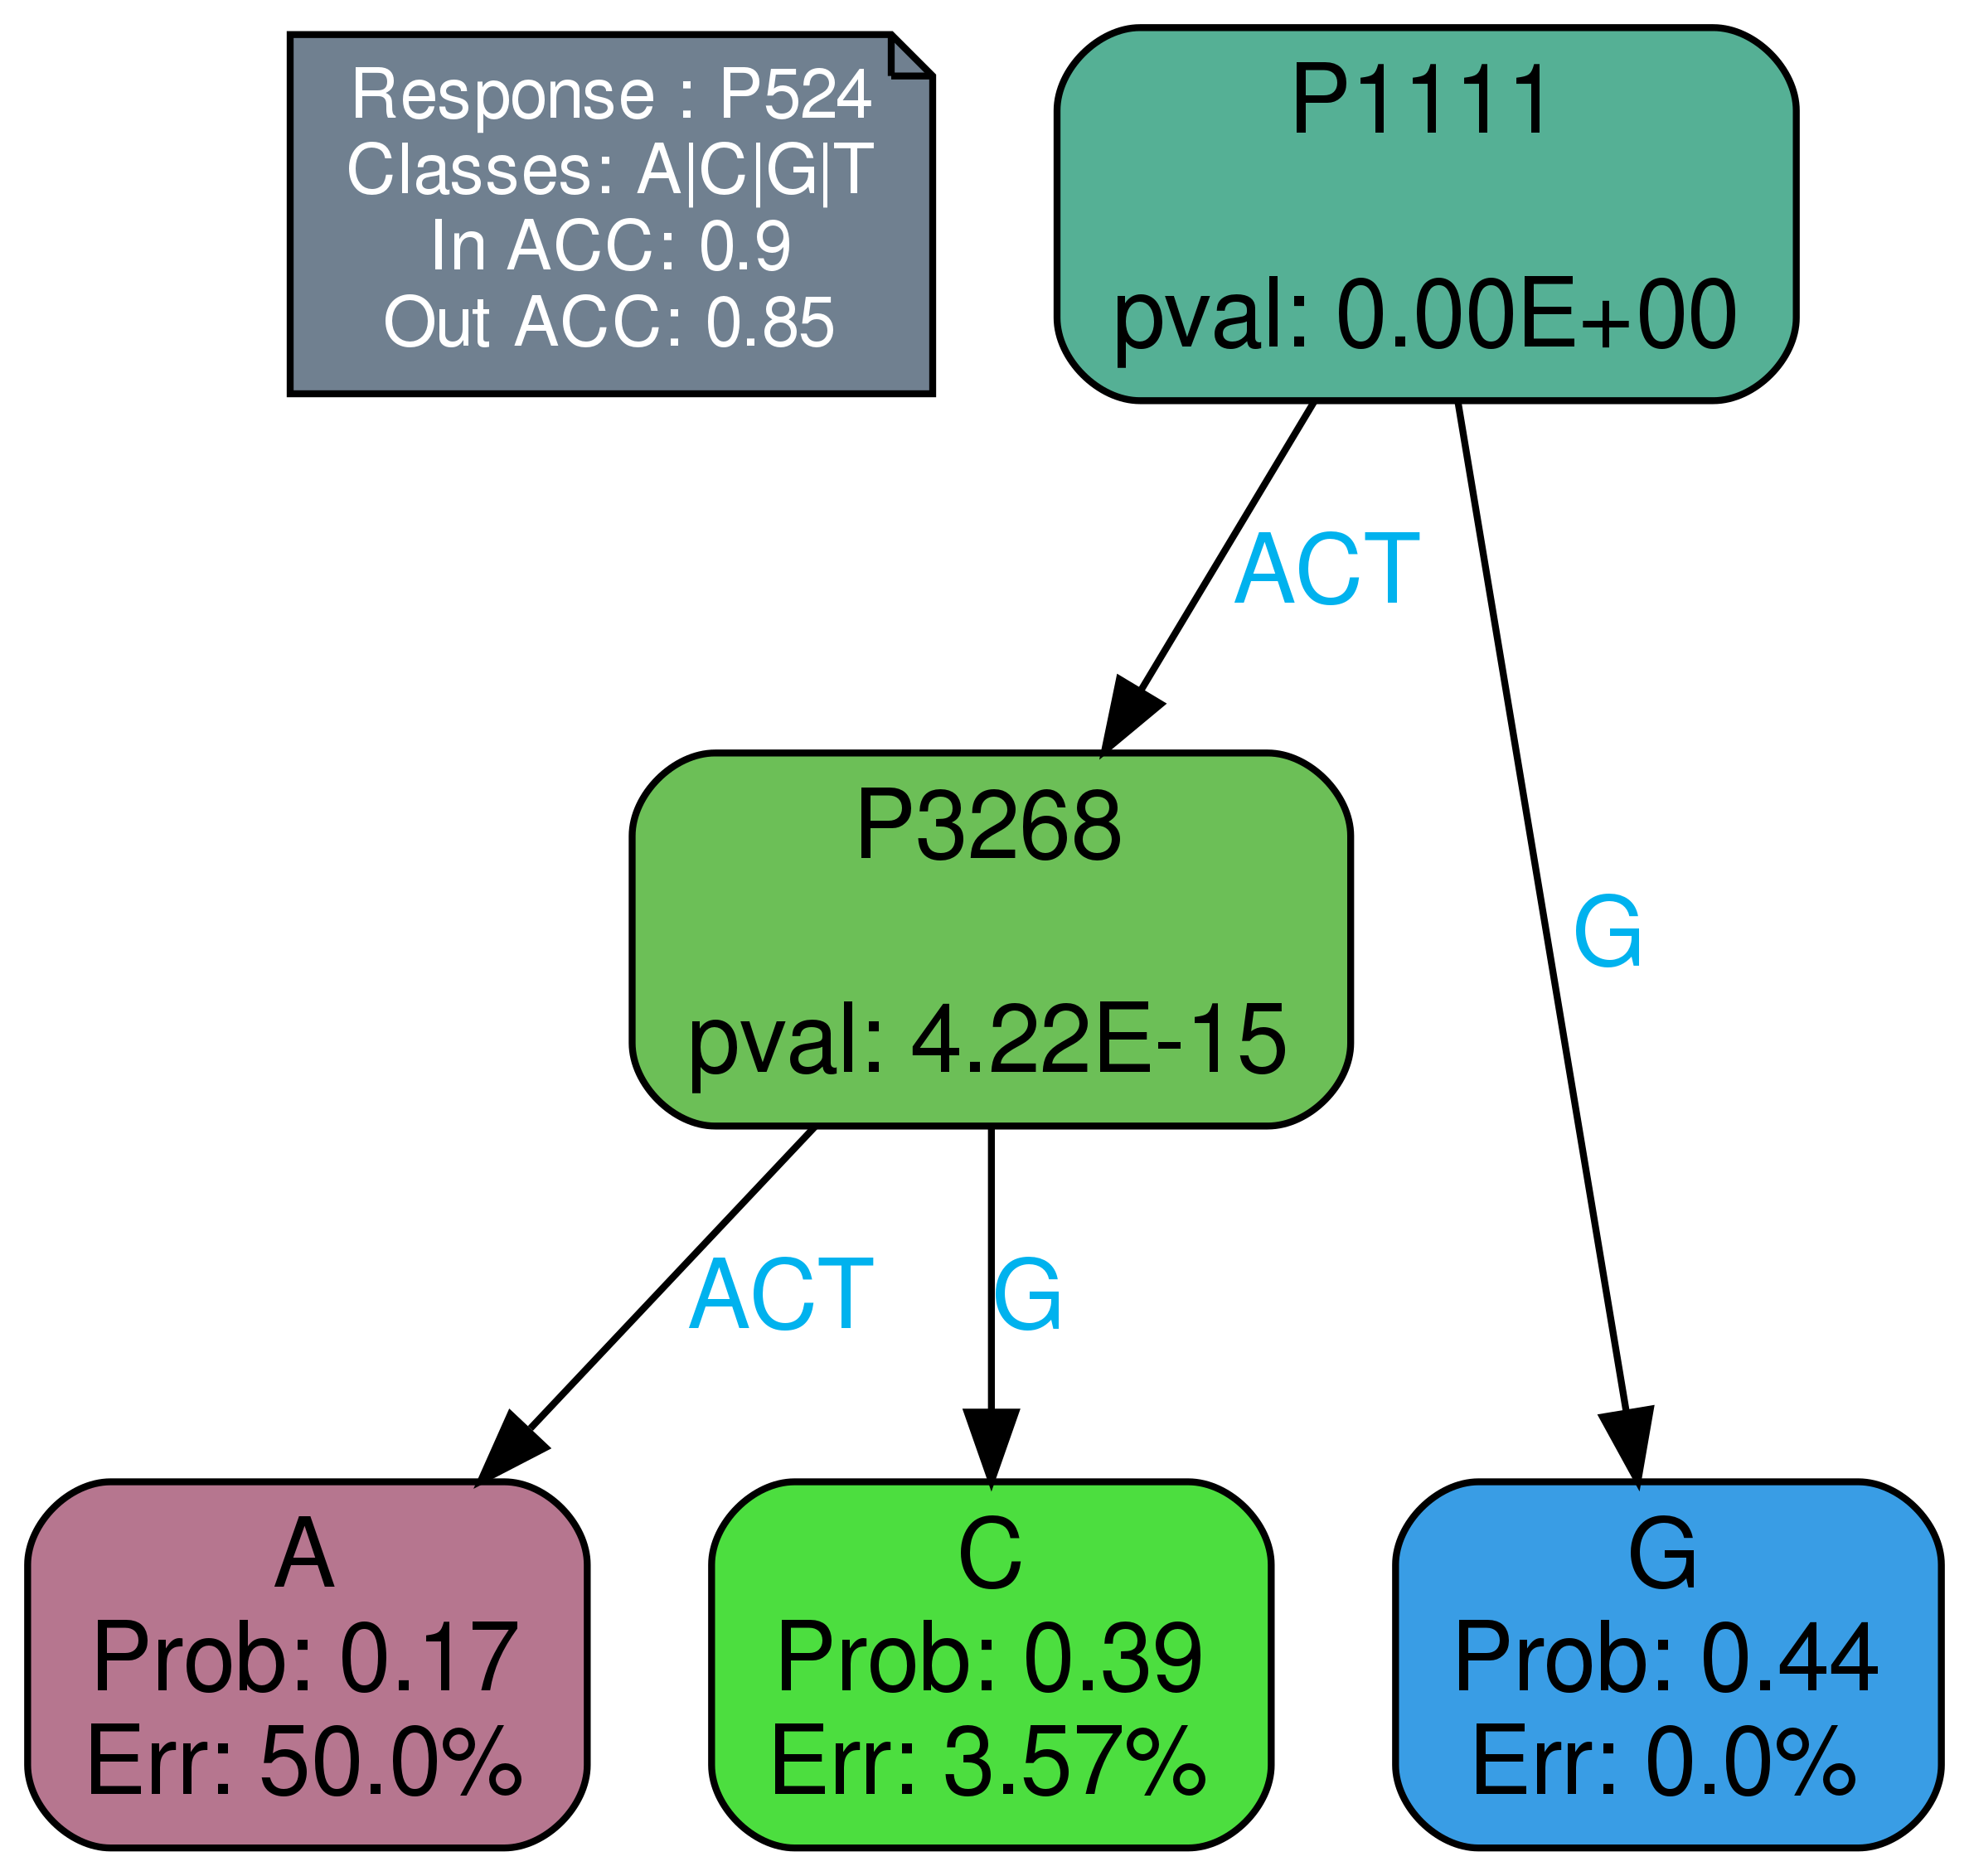 Response : P524
Classes: A|C|G|T
In ACC: 0.9
Out ACC: 0.85
P1111
pval: 0.00E+00
ACT
G
P3268
pval: 4.22E-15
ACT
G
A
Prob: 0.17
Err: 50.0%
C
Prob: 0.39
Err: 3.57%
G
Prob: 0.44
Err: 0.0%